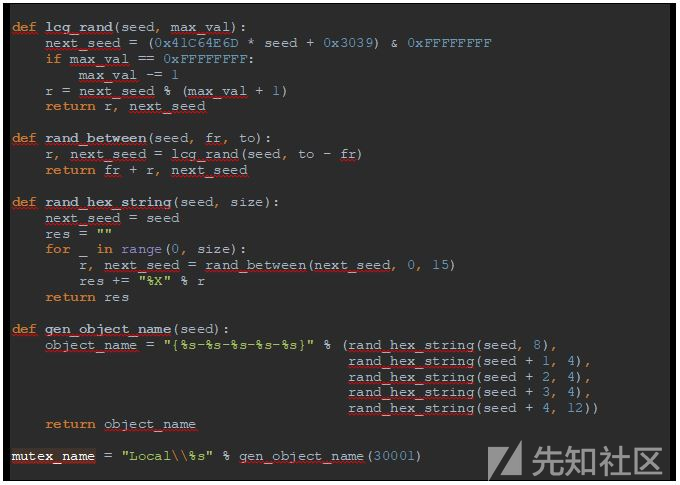 def lcg_rand(seed, max_val):
    next_seed = (0x41C64E6D * seed + 0x3039) & 0xFFFFFFFF
    if max_val == 0xFFFFFFFF:
        max_val -= 1
    r = next_seed % (max_val + 1)
    return r, next_seed

def rand_between(seed, fr, to):
    r, next_seed = lcg_rand(seed, to - fr)
    return fr + r, next_seed

def rand_hex_string(seed, size):
    next_seed = seed
    res = ""
    for _ in range(0, size):
        r, next_seed = rand_between(next_seed, 0, 15)
        res += "%X" % r
    return res

def gen_object_name(seed):
    object_name = "{%s-%s-%s-%s-%s}" % (rand_hex_string(seed, 8),
                                        rand_hex_string(seed + 1, 4),
                                        rand_hex_string(seed + 2, 4),
                                        rand_hex_string(seed + 3, 4),
                                        rand_hex_string(seed + 4, 12))
    return object_name

mutex_name = "Local\\%s" % gen_object_name(30001)
先知社区